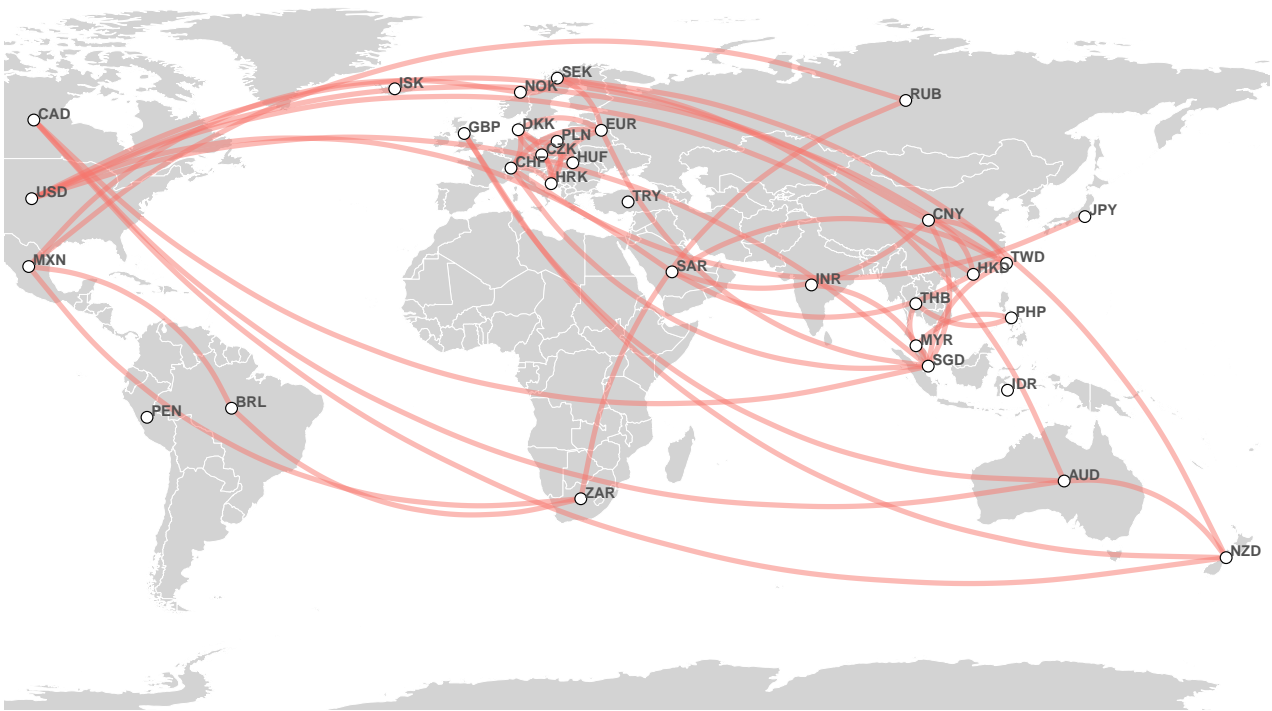 SEK
ISK
NOK
RUB
CAD
GBP
DKK
EUR
PLN
CZK
HUF
CHF
HRK
USD
TRY
CNY
JPY
MXN
SAR
INR
HKD
TWD
THB
PHP
MYR
SGD
IDR
PEN
BRL
AUD
ZAR
NZD